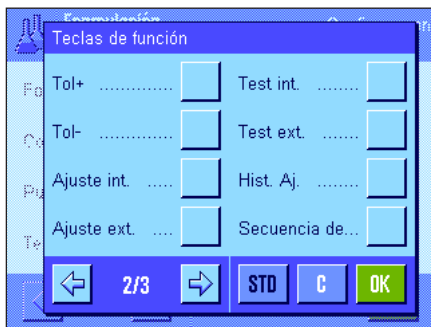 Formulación
Teclas de función
Tol+ ..............
Test int. ........
Tol- ..............
Test ext. ........
Ajuste int. .....
Hist. Aj. ........
Ajuste ext. ....
Secuencia de...
2/3
STD
C
OK